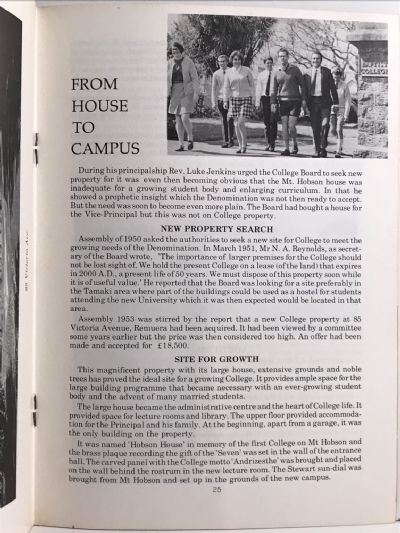 FROM
HOUSE
TO
CAMPUS
COLLEGE
During his principalship Rev. Luke Jenkins urged the College Board to seek new
property for it was even then becoming obvious that the Mt. Hobson house was
inadequate for a growing student body and enlarging curriculum. In that he
showed a prophetic insight which the Denomination was not then ready to accept.
But the need was soon to become even more plain. The Board had bought a house for
the Vice-Principal but this was not on College property.
NEW PROPERTY SEARCH
Assembly of 1950 asked the authorities to seek a new site for College to meet the
growing needs of the Denomination. In March 1951, Mr N. A. Reynolds, as secret-
ary of the Board wrote, "The importance of larger premises for the College should
not be lost sight of. We hold the present College on a lease (of the land) that expires
in 2000 A.D., a present life of 50 years. We must dispose of this property soon while
it is of useful value.' He reported that the Board was looking for a site preferably in
the Tamaki area where part of the buildings could be used as a hostel for students
attending the new University which it was then expected would be located in that
area.
Assembly 1953 was stirred by the report that a new College property at 85
Victoria Avenue, Remuera had been acquired. It had been viewed by a committee
some years earlier but the price was then considered too high. An offer had been
made and accepted for £18,500.
SITE FOR GROWTH
This magnificent property with its large house, extensive grounds and noble
trees has proved the ideal site for a growing College. It provides ample space for the
large building programme that became necessary with an ever-growing student
body and the advent of many married students.
The large house became the administrative centre and the heart of College life. It
provided space for lecture rooms and library. The upper floor provided accommoda-
tion for the Principal and his family. At the beginning, apart from a garage, it was
the only building on the property.
It was named 'Hobson House' in memory of the first College on Mt Hobson and
the brass plaque recording the gift of the 'Seven' was set in the wall of the entrance
hall. The carved panel with the College motto 'Andrizesthe' was brought and placed
on the wall behind the rostrum in the new lecture room. The Stewart sun-dial was
brought from Mt Hobson and set up in the grounds of the new campus.
25
85 Victoria Ave.